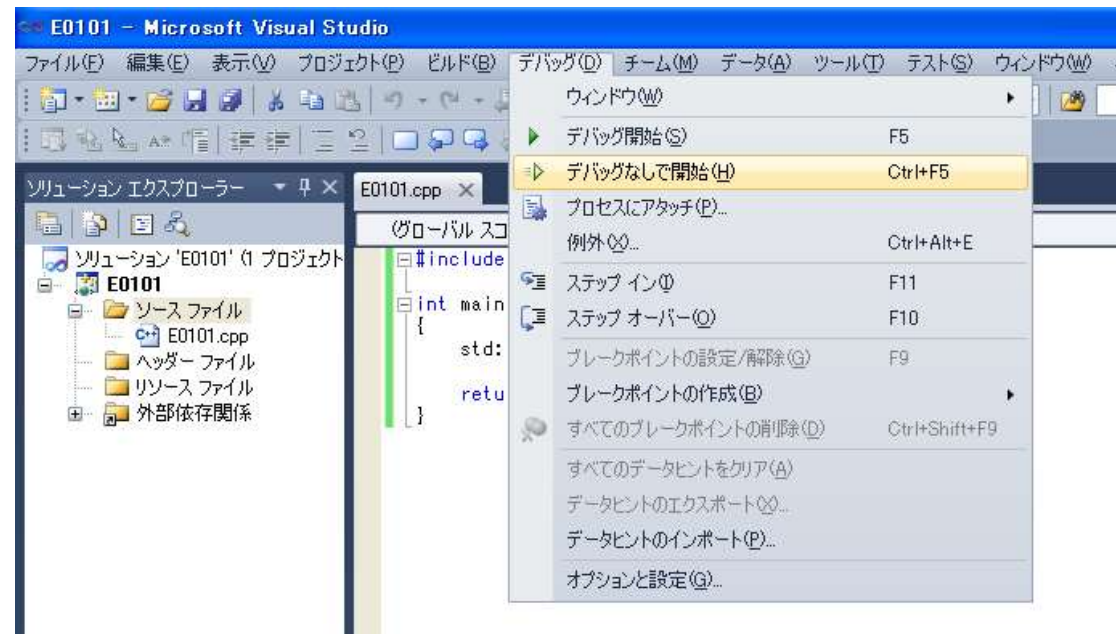 E0101 - Microsoft Visual Studio
ファイル(F) 編集(E) 表示(V) プロジェクト(P) ビルド(B) デバッグ(D) チーム(M) データ(A) ツール(T) テスト(S) ウィンドウ(W)
ウィンドウ(W)
デバッグ開始(S) F5
デバッグなしで開始(H) Ctrl+F5
プロセスにアタッチ(P)...
例外(X)... Ctrl+Alt+E
ステップ イン(I) F11
ステップ オーバー(O) F10
ブレークポイントの設定/解除(G) F9
ブレークポイントの作成(B)
すべてのブレークポイントの削除(D) Ctrl+Shift+F9
すべてのデータヒントをクリア(A)
データヒントのエクスポート(X)...
データヒントのインポート(P)...
オプションと設定(G)...
ソリューション エクスプローラー
ソリューション 'E0101' (1 プロジェクト
E0101
ソース ファイル
E0101.cpp
ヘッダー ファイル
リソース ファイル
外部依存関係
E0101.cpp
(グローバル スコ
#include
int main
{
std:
retu
}